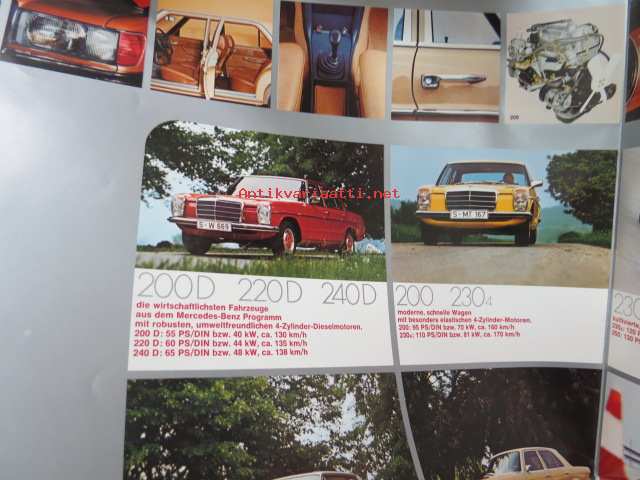 200
Antikvariaatti.net
S-W 669
S-MT 167
200D 220D 240D
die wirtschaftlichsten Fahrzeuge
aus dem Mercedes-Benz Programm
mit robusten, umweltfreundlichen 4-Zylinder-Dieselmotoren.
200 D: 55 PS/DIN bzw. 40 kW, ca. 130 km/h
220 D: 60 PS/DIN bzw. 44 kW, ca. 135 km/h
240 D: 65 PS/DIN bzw. 48 kW, ca. 138 km/h
200 230.4
moderne, schnelle Wagen
mit besonders elastischen 4-Zylinder-Motoren.
200: 95 PS/DIN bzw. 70 kW, ca. 160 km/h
230.4: 110 PS/DIN bzw. 81 kW, ca. 170 km/h
230